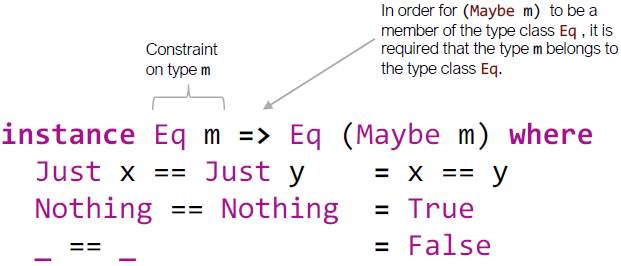 In order for (Maybe m) to be a
member of the type class Eq , it is
required that the type m belongs to
the type class Eq.
Constraint
on type m
instance Eq m => Eq (Maybe m) where
Just x == Just y = x == y
Nothing == Nothing = True
_ == _ = False